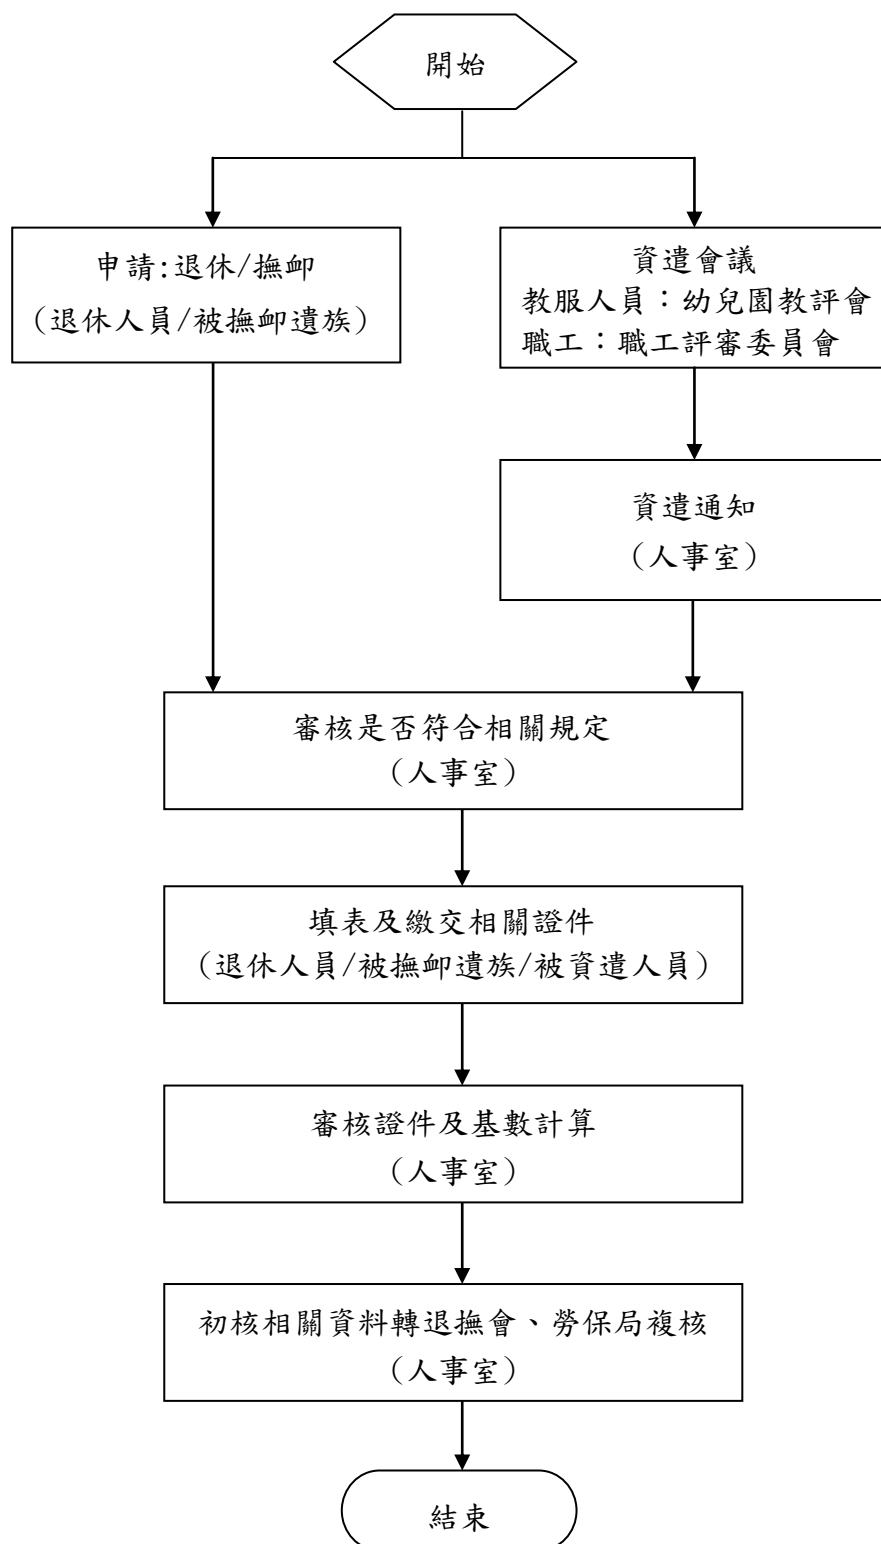 開始
申請:退休/撫卹
(退休人員/被撫卹遺族)
資遣會議
教服人員：幼兒園教評會
職工：職工評審委員會
資遣通知
(人事室)
審核是否符合相關規定
(人事室)
填表及繳交相關證件
(退休人員/被撫卹遺族/被資遣人員)
審核證件及基數計算
(人事室)
初核相關資料轉退撫會、勞保局複核
(人事室)
結束